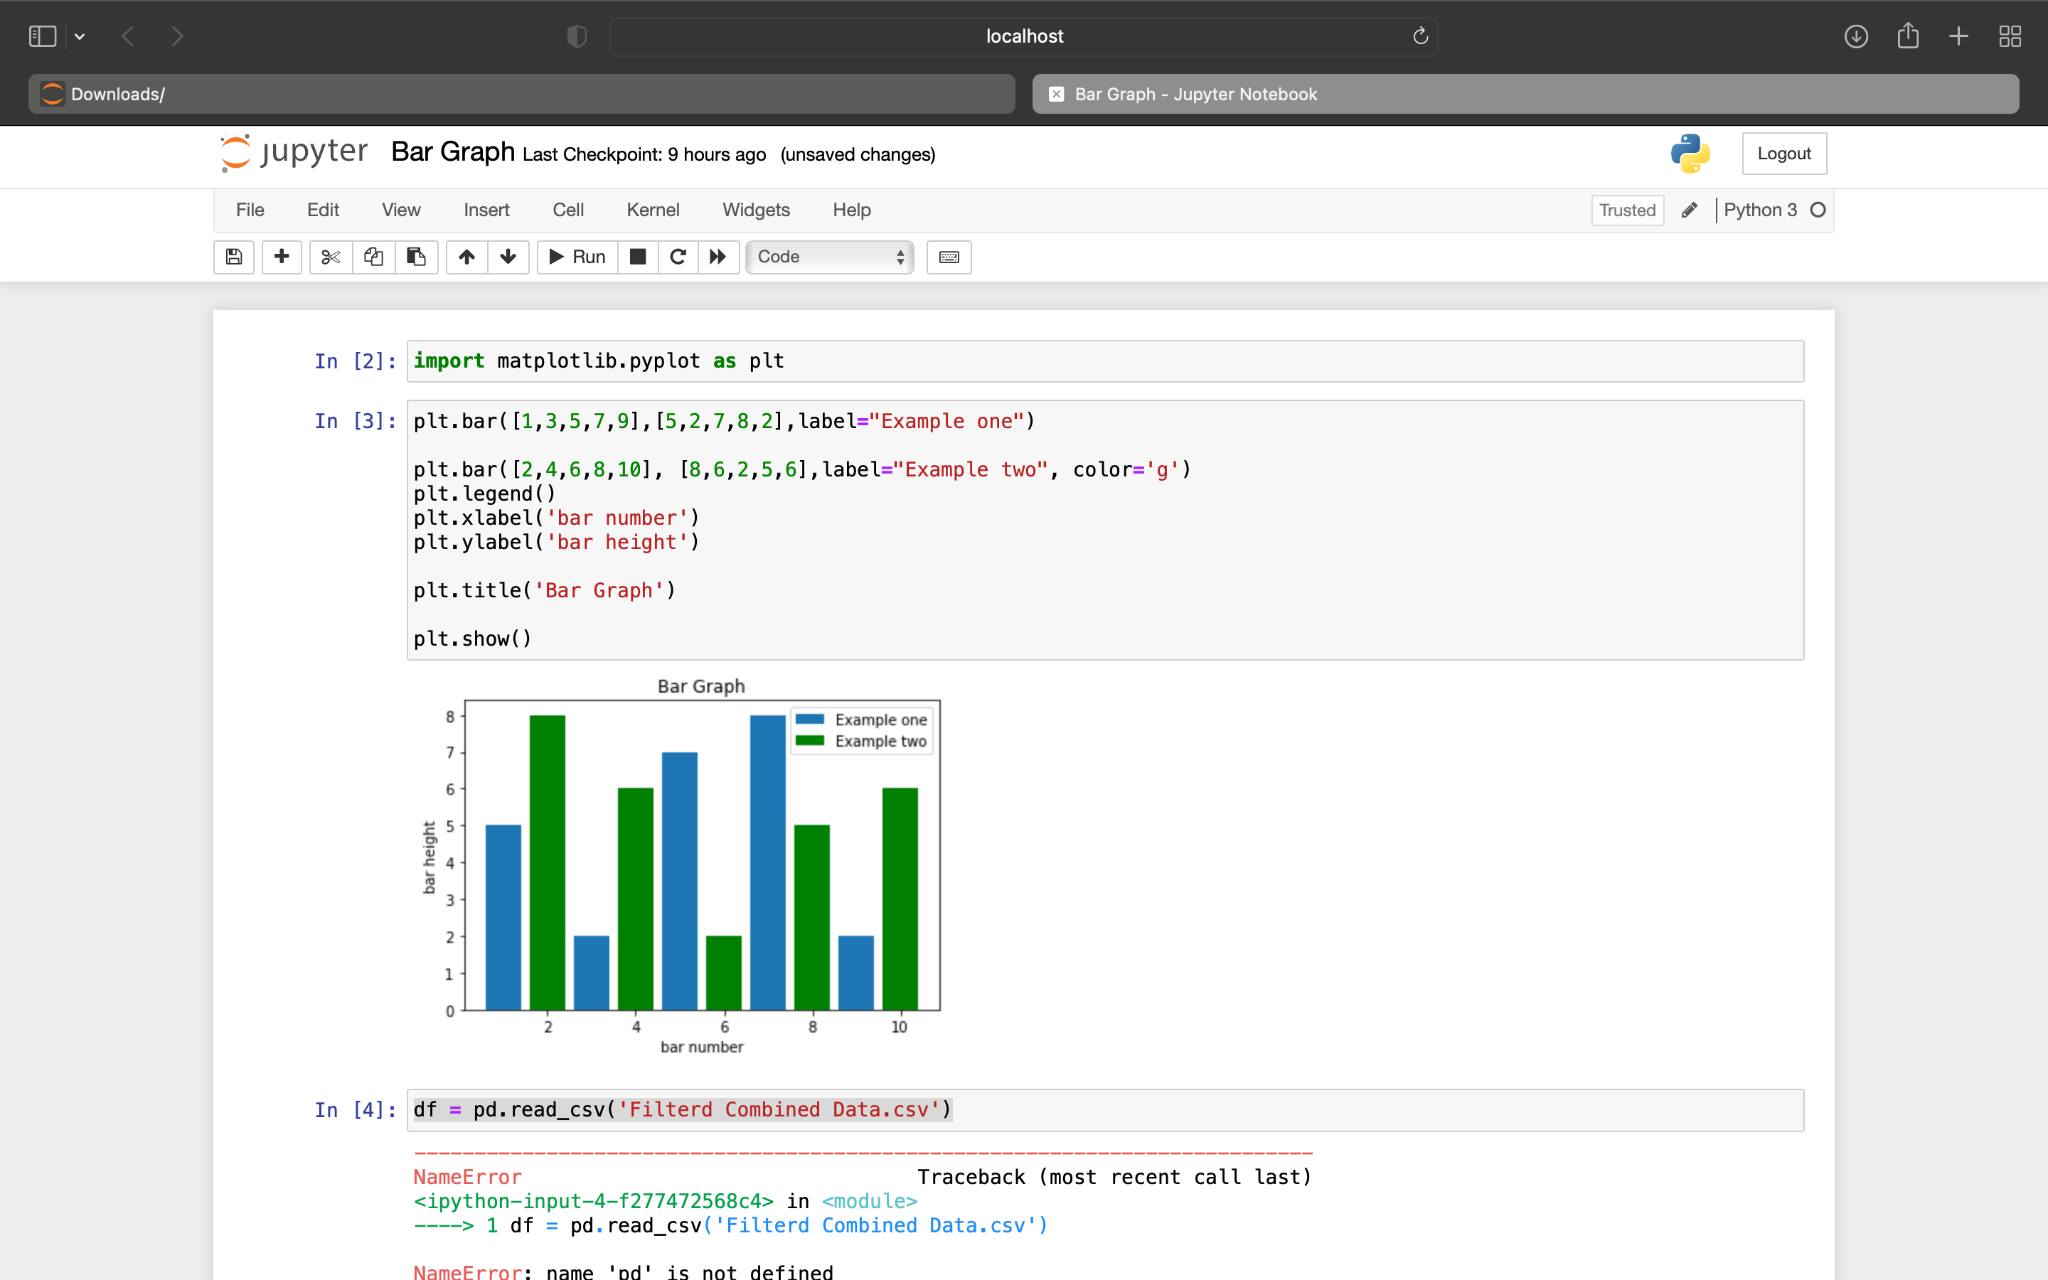 localhost
Downloads/
Bar Graph - Jupyter Notebook
jupyter Bar Graph Last Checkpoint: 9 hours ago (unsaved changes)
Logout
File Edit View Insert Cell Kernel Widgets Help
Trusted
Python 3
Run
Code
In [2]: import matplotlib.pyplot as plt
In [3]: plt.bar([1,3,5,7,9],[5,2,7,8,2],label="Example one")
plt.bar([2,4,6,8,10], [8,6,2,5,6],label="Example two", color='g')
plt.legend()
plt.xlabel('bar number')
plt.ylabel('bar height')
plt.title('Bar Graph')
plt.show()
Bar Graph
Example one
Example two
bar height
8
7
6
5
4
3
2
1
0
2 4 6 8 10
bar number
In [4]: df = pd.read_csv('Filterd Combined Data.csv')
---------------------------------------------------------------------------
NameError Traceback (most recent call last)
<ipython-input-4-f277472568c4> in <module>
----> 1 df = pd.read_csv('Filterd Combined Data.csv')
NameError: name 'pd' is not defined